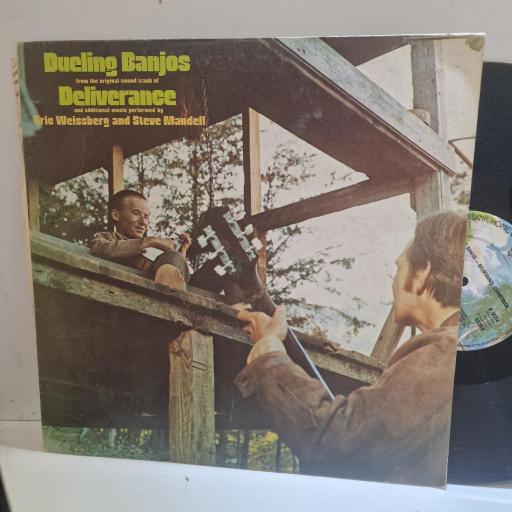 Dueling Banjos
from the original sound track of
Deliverance
and additional music performed by
Eric Weissberg and Steve Mandell